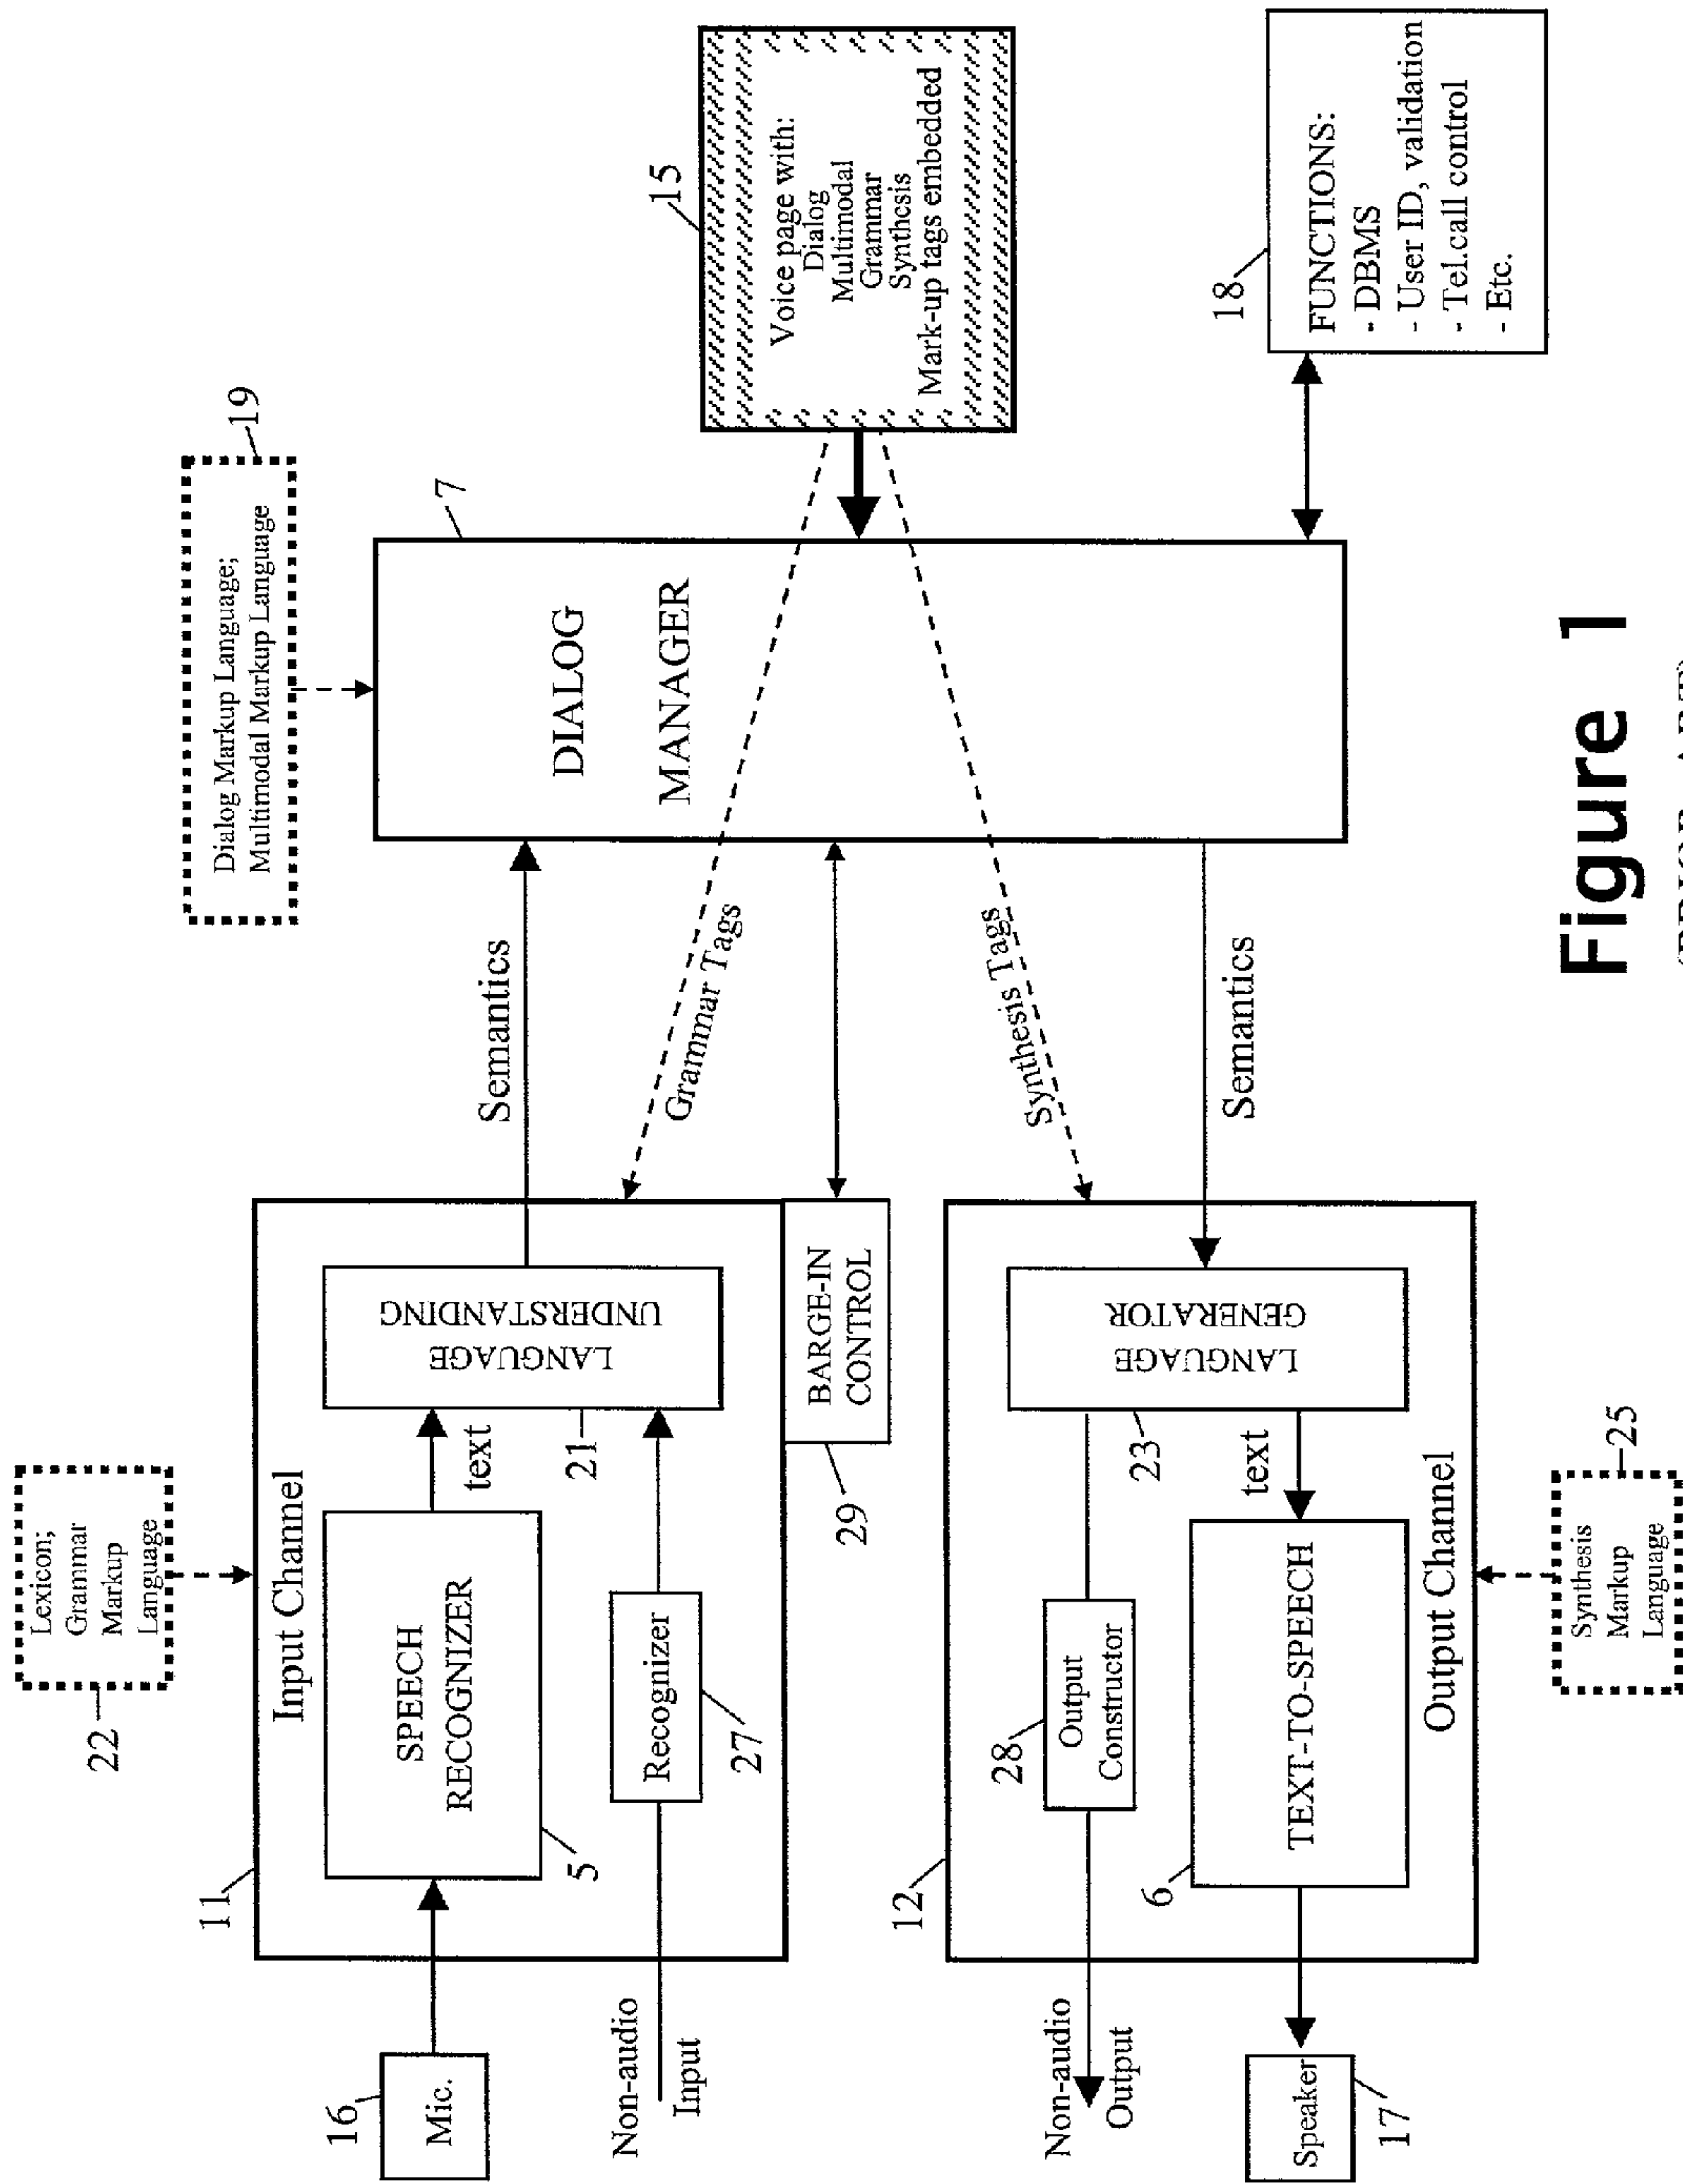 Lexicon;
Grammar
Markup
Language
22
Dialog Markup Language;
Multimodal Markup Language
19
11
Input Channel
16
Mic.
SPEECH
RECOGNIZER
5
text
LANGUAGE
UNDERSTANDING
21
Non-audio
Input
Recognizer
27
Semantics
DIALOG
MANAGER
7
Grammar Tags
BARGE-IN
CONTROL
29
15
Voice page with:
Dialog
Multimodal
Grammar
Synthesis
Mark-up tags embedded
12
Non-audio
Output
28
Output
Constructor
LANGUAGE
GENERATOR
23
Synthesis Tags
Semantics
text
6
TEXT-TO-SPEECH
Speaker
17
Output Channel
18
FUNCTIONS:
- DBMS
- User ID, validation
- Tel.call control
- Etc.
Synthesis
Markup
Language
25
Figure 1
(PRIOR ART)